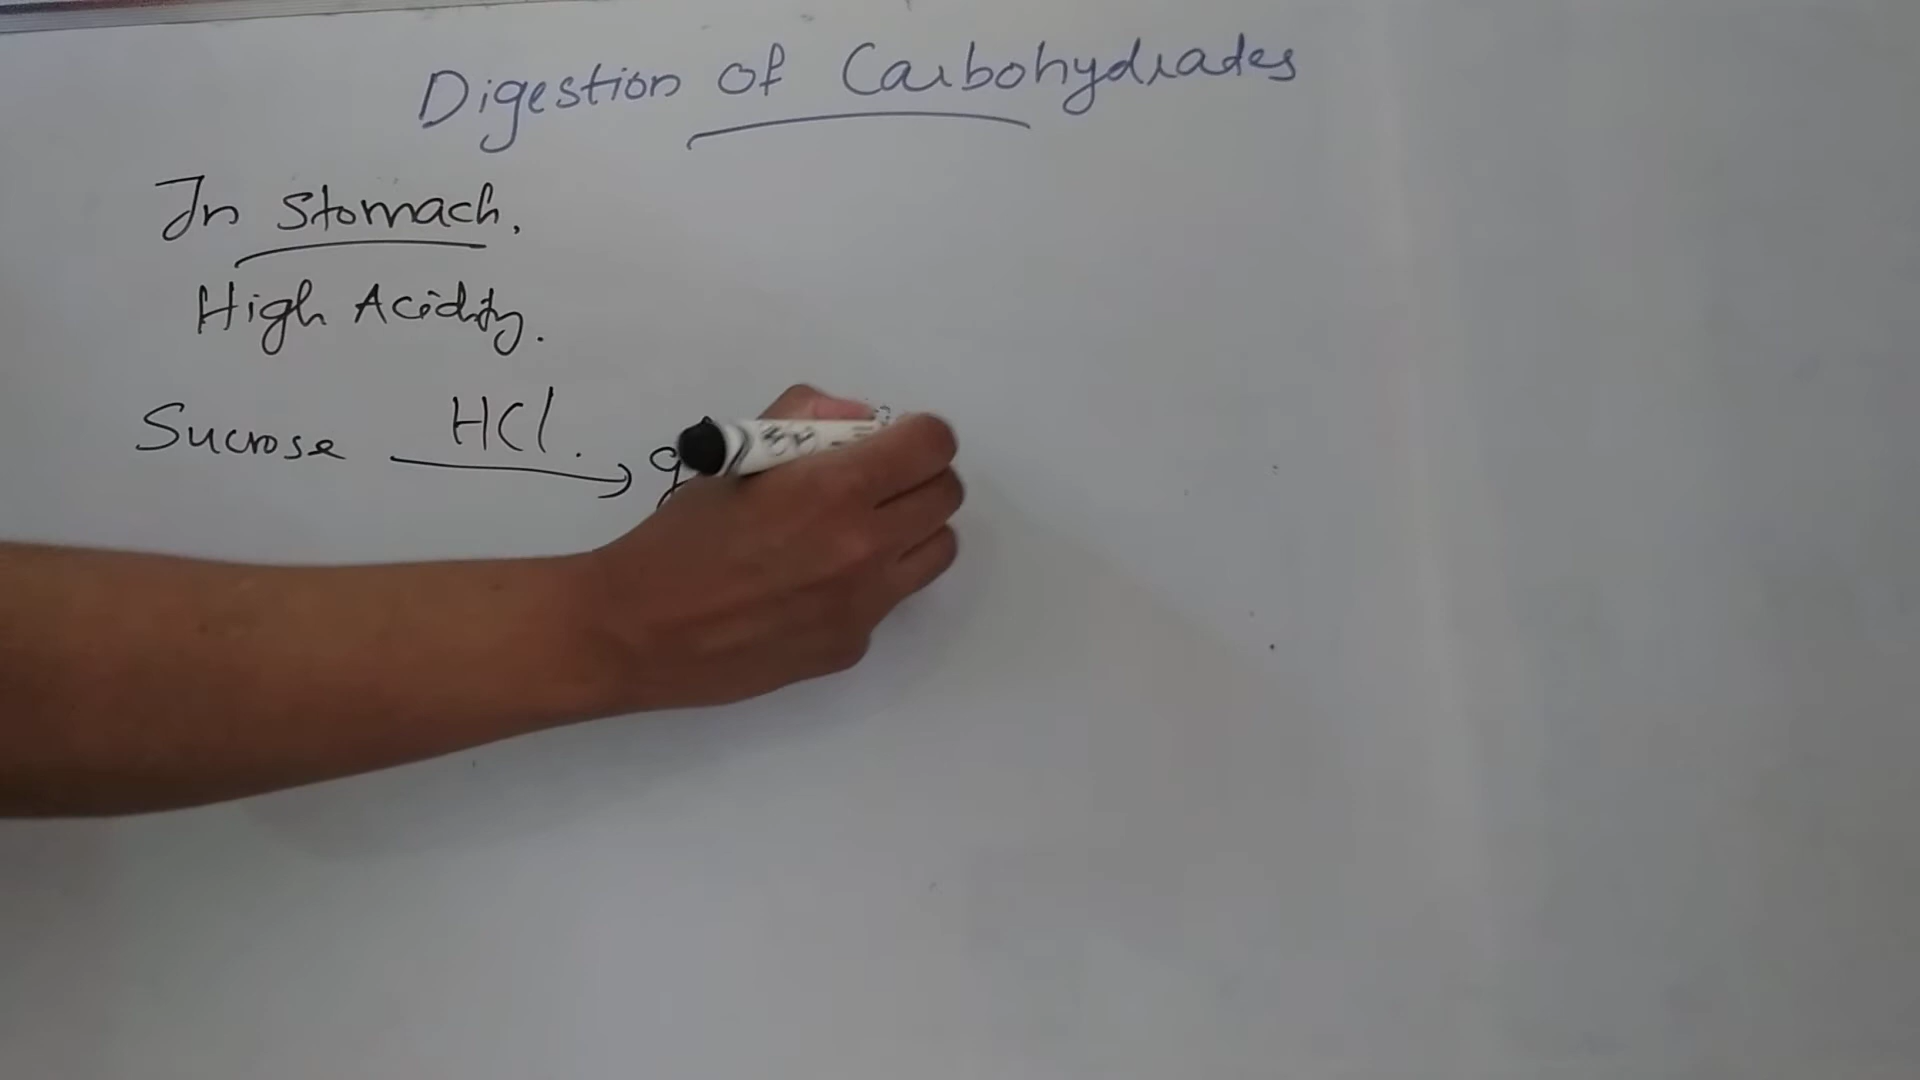 Digestion of Carbohydrades
In Stomach.
High Acidity.
Sucrose HCl. → g